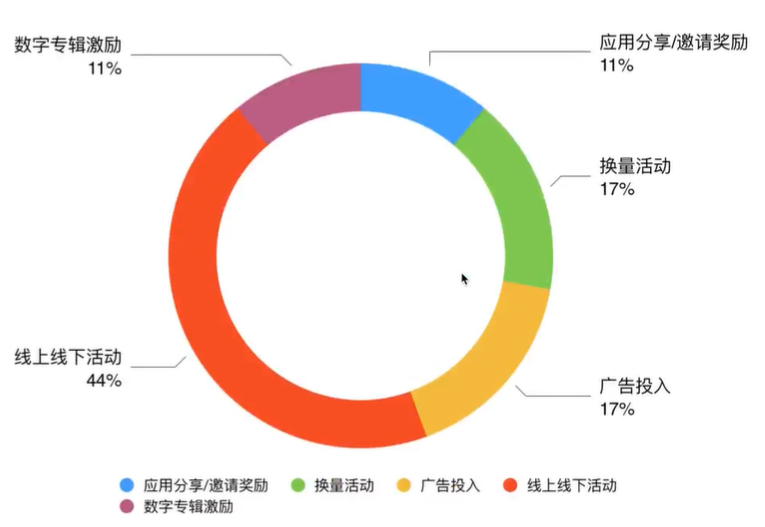 数字专辑激励
11%
应用分享/邀请奖励
11%
换量活动
17%
线上线下活动
44%
广告投入
17%
应用分享/邀请奖励 换量活动 广告投入 线上线下活动
数字专辑激励